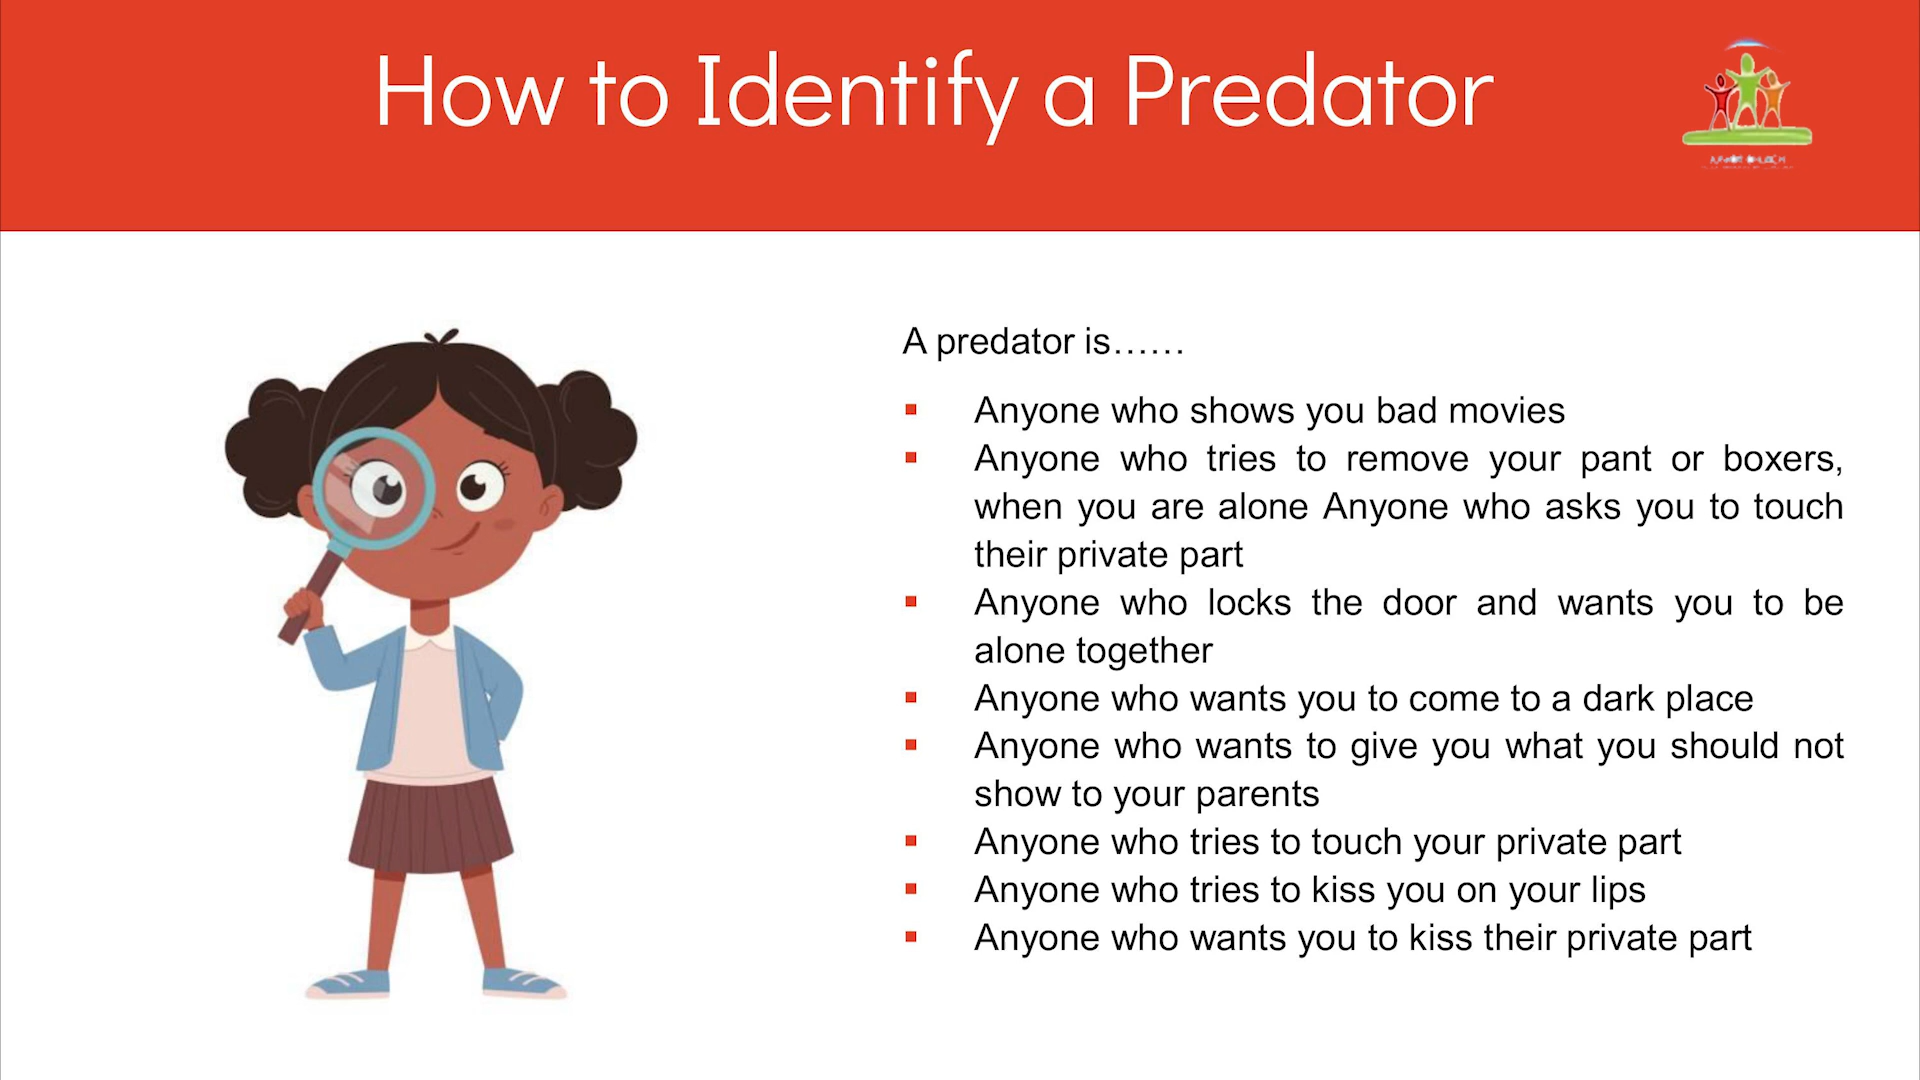 How to Identify a Predator
A predator is......
▪ Anyone who shows you bad movies
▪ Anyone who tries to remove your pant or boxers,
when you are alone Anyone who asks you to touch
their private part
▪ Anyone who locks the door and wants you to be
alone together
▪ Anyone who wants you to come to a dark place
▪ Anyone who wants to give you what you should not
show to your parents
▪ Anyone who tries to touch your private part
▪ Anyone who tries to kiss you on your lips
▪ Anyone who wants you to kiss their private part